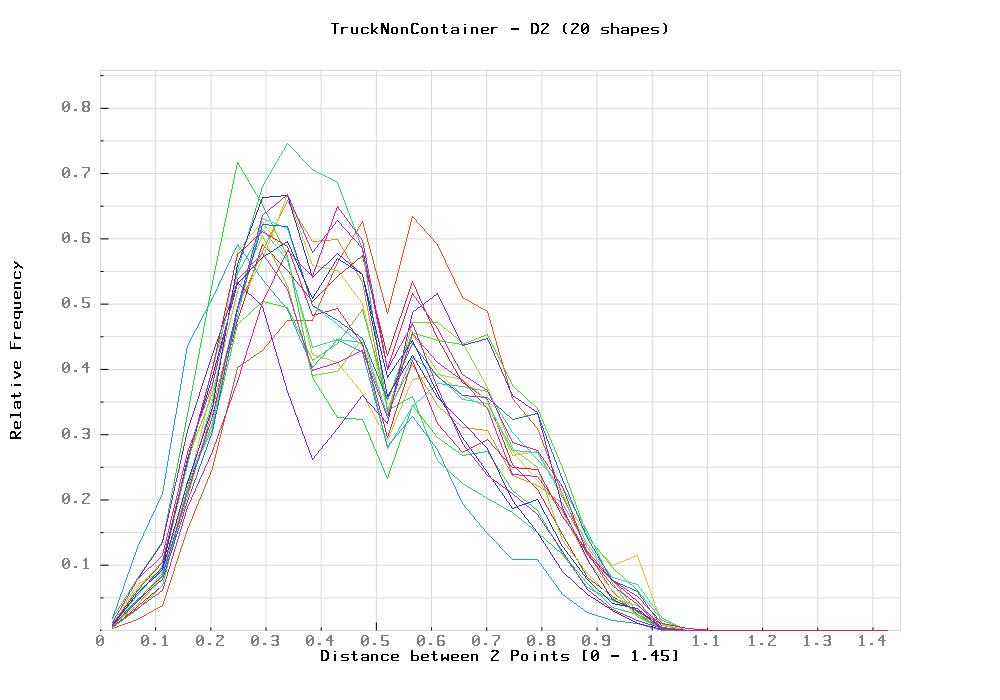 TruckNonContainer - D2 (20 shapes)
Relative Frequency
0.8
0.7
0.6
0.5
0.4
0.3
0.2
0.1
0 0.1 0.2 0.3 0.4 0.5 0.6 0.7 0.8 0.9 1 1.1 1.2 1.3 1.4
Distance between 2 Points [0 - 1.45]